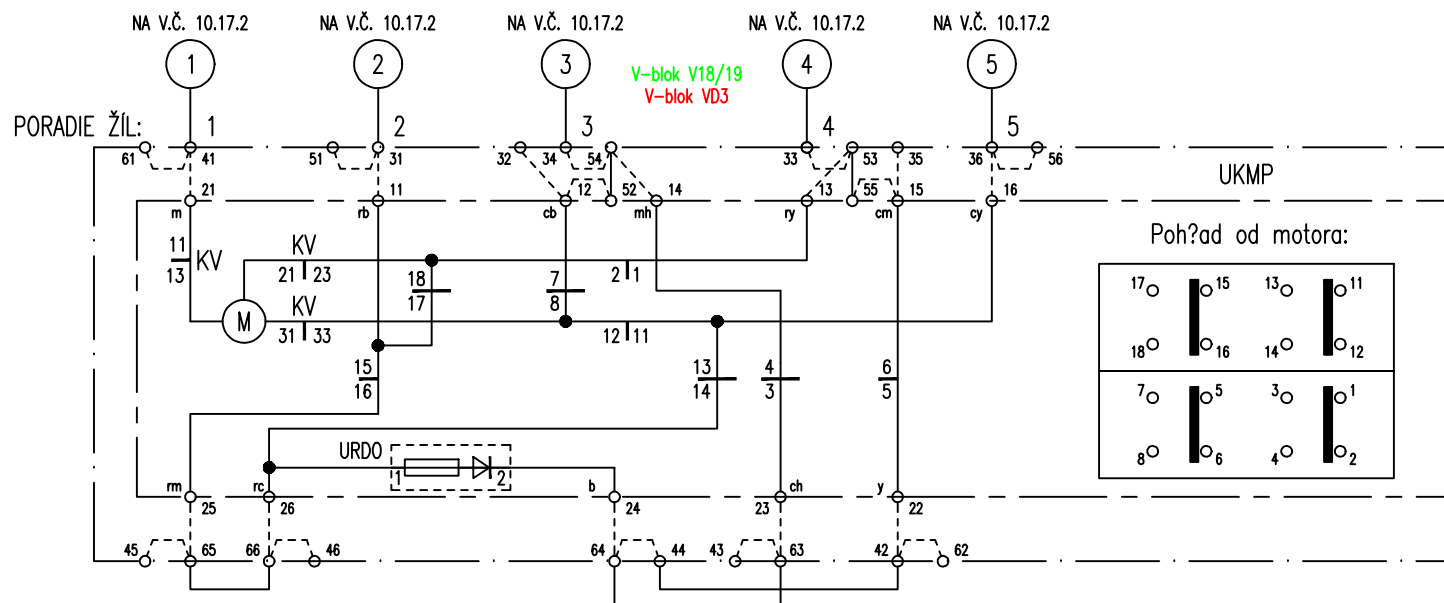 NA V.Č. 10.17.2 NA V.Č. 10.17.2 NA V.Č. 10.17.2 NA V.Č. 10.17.2 NA V.Č. 10.17.2
1 2 3 4 5
V-blok V18/19
V-blok VD3
PORADIE ŽÍL: 1 2 3 4 5
61 41 51 31 32 34 54 33 53 35 36 56
UKMP
21 11 12 52 14 13 55 15 16
m rb cb mh ry cm cy
Poh?ad od motora:
11 KV
13
KV
21 23
18
17
7
8
2 1
M
KV
31 33
12 11
15
16
13
14
4
3
6
5
17 15 13 11
18 16 14 12
7 5 3 1
8 6 4 2
URDO
1 2
rm rc b ch y
25 26 24 23 22
45 65 66 46 64 44 43 63 42 62